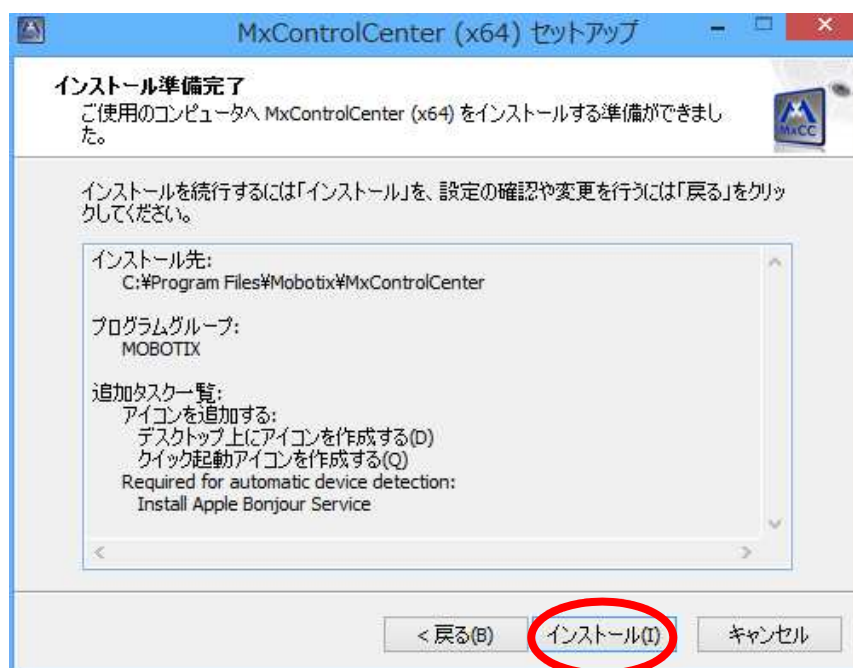 MxControlCenter (x64) セットアップ
インストール準備完了
ご使用のコンピュータへ MxControlCenter (x64) をインストールする準備ができまし
た。
MxCC
インストールを続行するには「インストール」を、設定の確認や変更を行うには「戻る」をクリッ
クしてください。
インストール先:
C:¥Program Files¥Mobotix¥MxControlCenter
プログラムグループ:
MOBOTIX
追加タスク一覧:
アイコンを追加する:
デスクトップ上にアイコンを作成する(D)
クイック起動アイコンを作成する(Q)
Required for automatic device detection:
Install Apple Bonjour Service
< 戻る(B)
インストール(I)
キャンセル